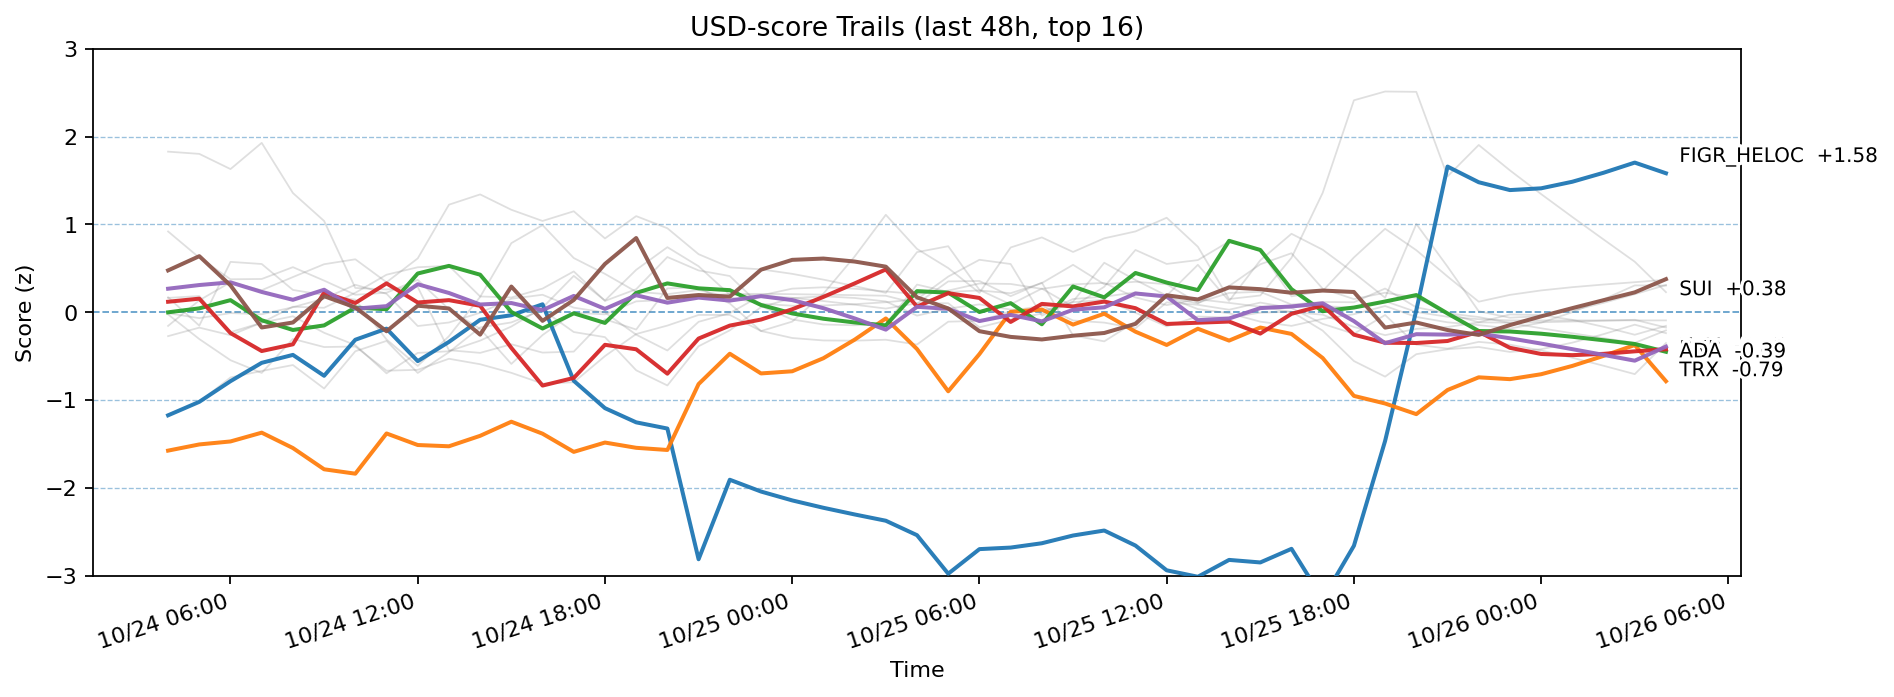 USD-score Trails (last 48h, top 16)
Score (z)
3
2
1
0
−1
−2
−3
FIGR_HELOC +1.58
SUI +0.38
ADA -0.39
TRX -0.79
10/24 06:00
10/24 12:00
10/24 18:00
10/25 00:00
10/25 06:00
10/25 12:00
10/25 18:00
10/26 00:00
10/26 06:00
Time